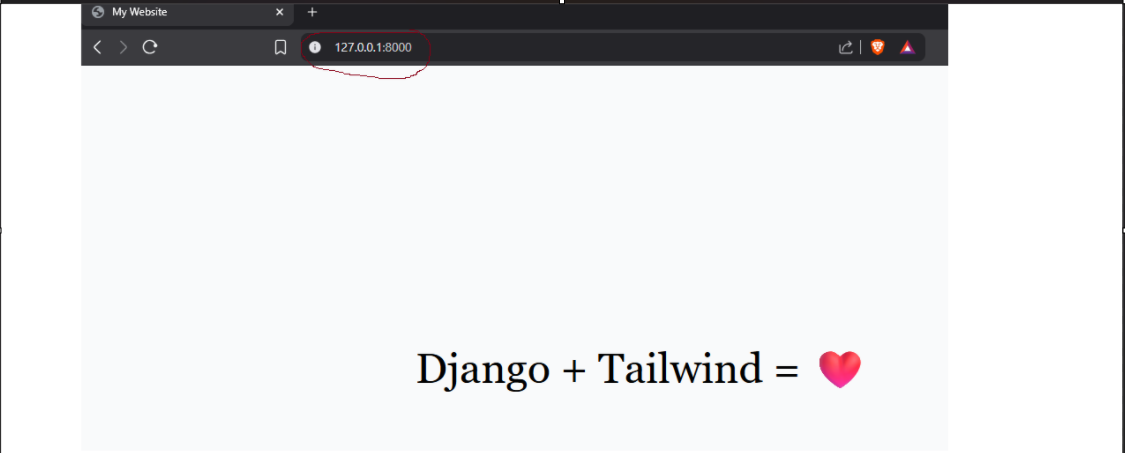 My Website
127.0.0.1:8000
Django + Tailwind = ❤️